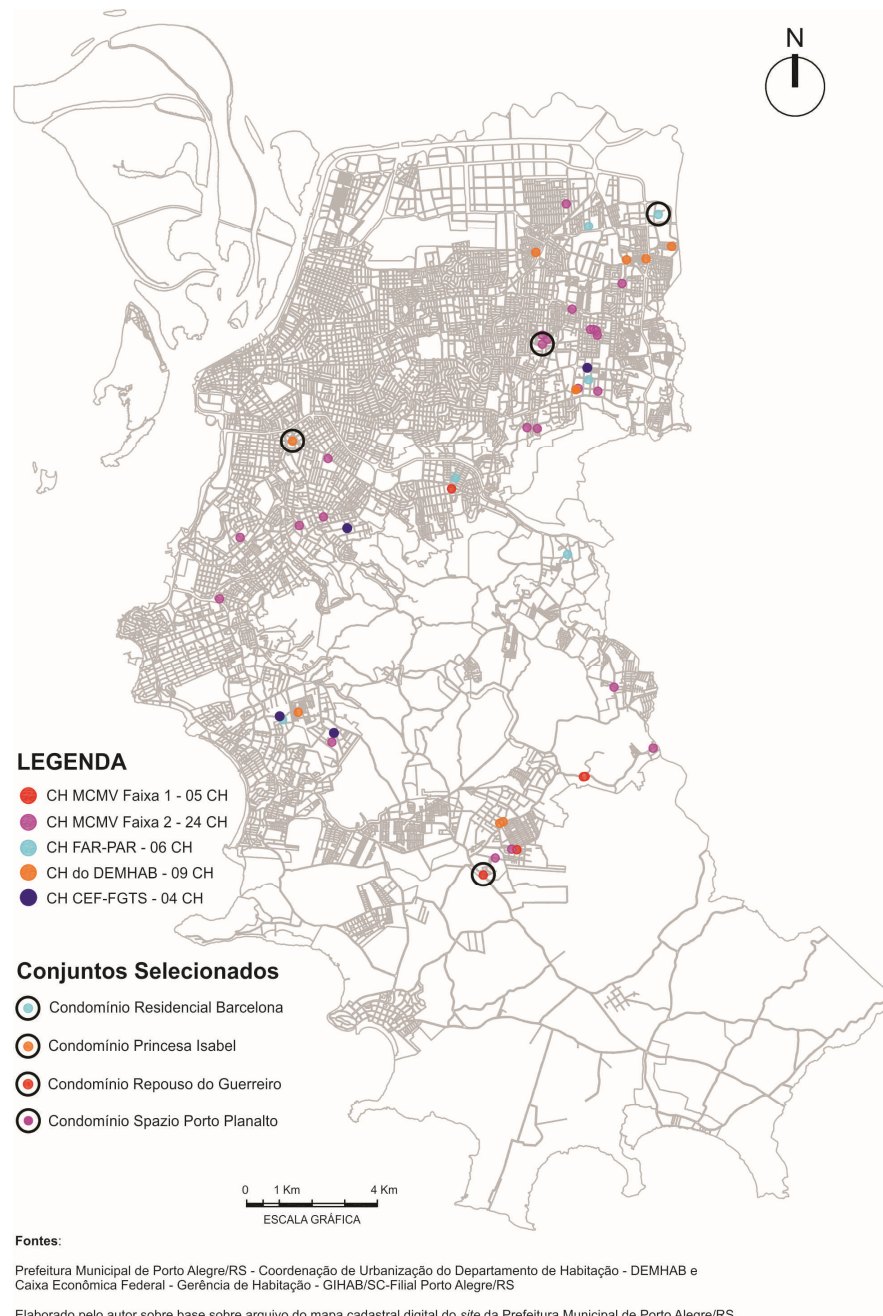 N
LEGENDA
CH MCMV Faixa 1 - 05 CH
CH MCMV Faixa 2 - 24 CH
CH FAR-PAR - 06 CH
CH do DEMHAB - 09 CH
CH CEF-FGTS - 04 CH
Conjuntos Selecionados
Condomínio Residencial Barcelona
Condomínio Princesa Isabel
Condomínio Repouso do Guerreiro
Condomínio Spazio Porto Planalto
0 1 Km 4 Km
ESCALA GRÁFICA
Fontes:
Prefeitura Municipal de Porto Alegre/RS - Coordenação de Urbanização do Departamento de Habitação - DEMHAB e
Caixa Econômica Federal - Gerência de Habitação - GIHAB/SC-Filial Porto Alegre/RS
Elaborado pelo autor sobre base sobre arquivo do mapa cadastral digital do site da Prefeitura Municipal de Porto Alegre/RS